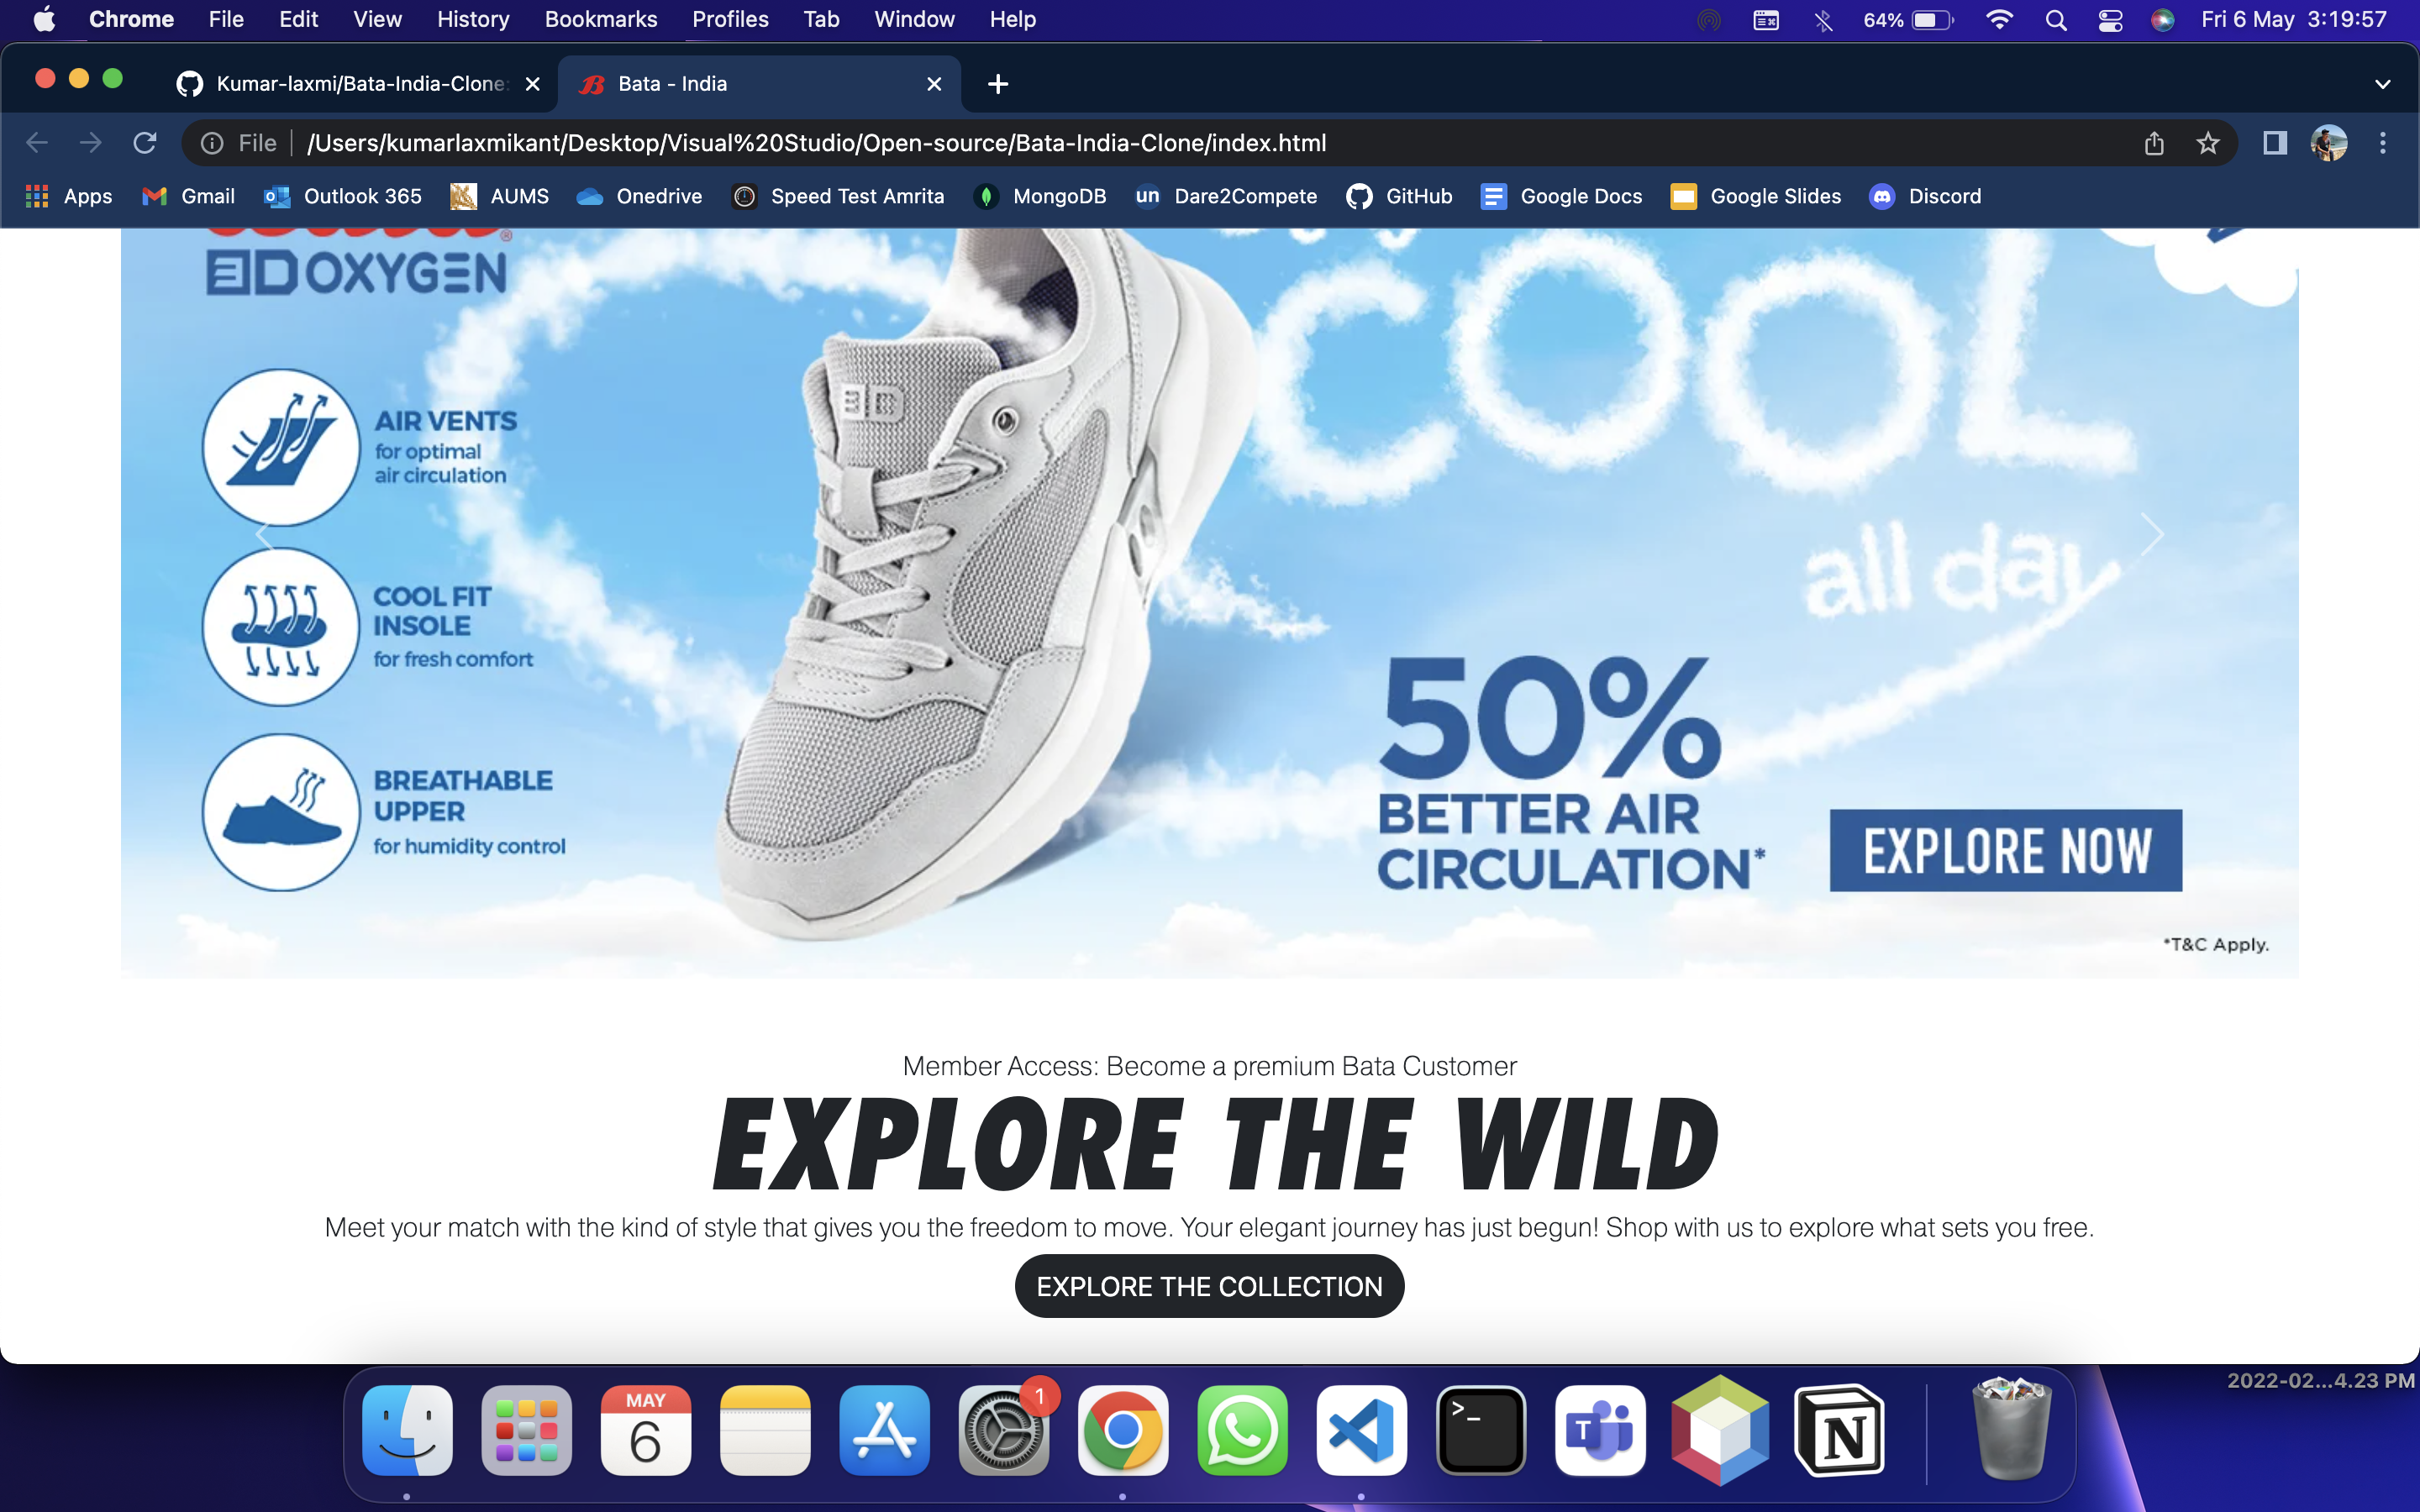 Chrome File Edit View History Bookmarks Profiles Tab Window Help 64% Fri 6 May 3:19:57
Kumar-laxmi/Bata-India-Clone: Bata - India
File /Users/kumarlaxmikant/Desktop/Visual%20Studio/Open-source/Bata-India-Clone/index.html
Apps Gmail Outlook 365 AUMS Onedrive Speed Test Amrita MongoDB un Dare2Compete GitHub Google Docs Google Slides Discord
3D OXYGEN
COOL
all day
3D
AIR VENTS
for optimal
air circulation
COOL FIT
INSOLE
for fresh comfort
BREATHABLE
UPPER
for humidity control
50%
BETTER AIR
CIRCULATION*
EXPLORE NOW
*T&C Apply.
Member Access: Become a premium Bata Customer
EXPLORE THE WILD
Meet your match with the kind of style that gives you the freedom to move. Your elegant journey has just begun! Shop with us to explore what sets you free.
EXPLORE THE COLLECTION
2022-02...4.23 PM
MAY
6
1
>_
T
N